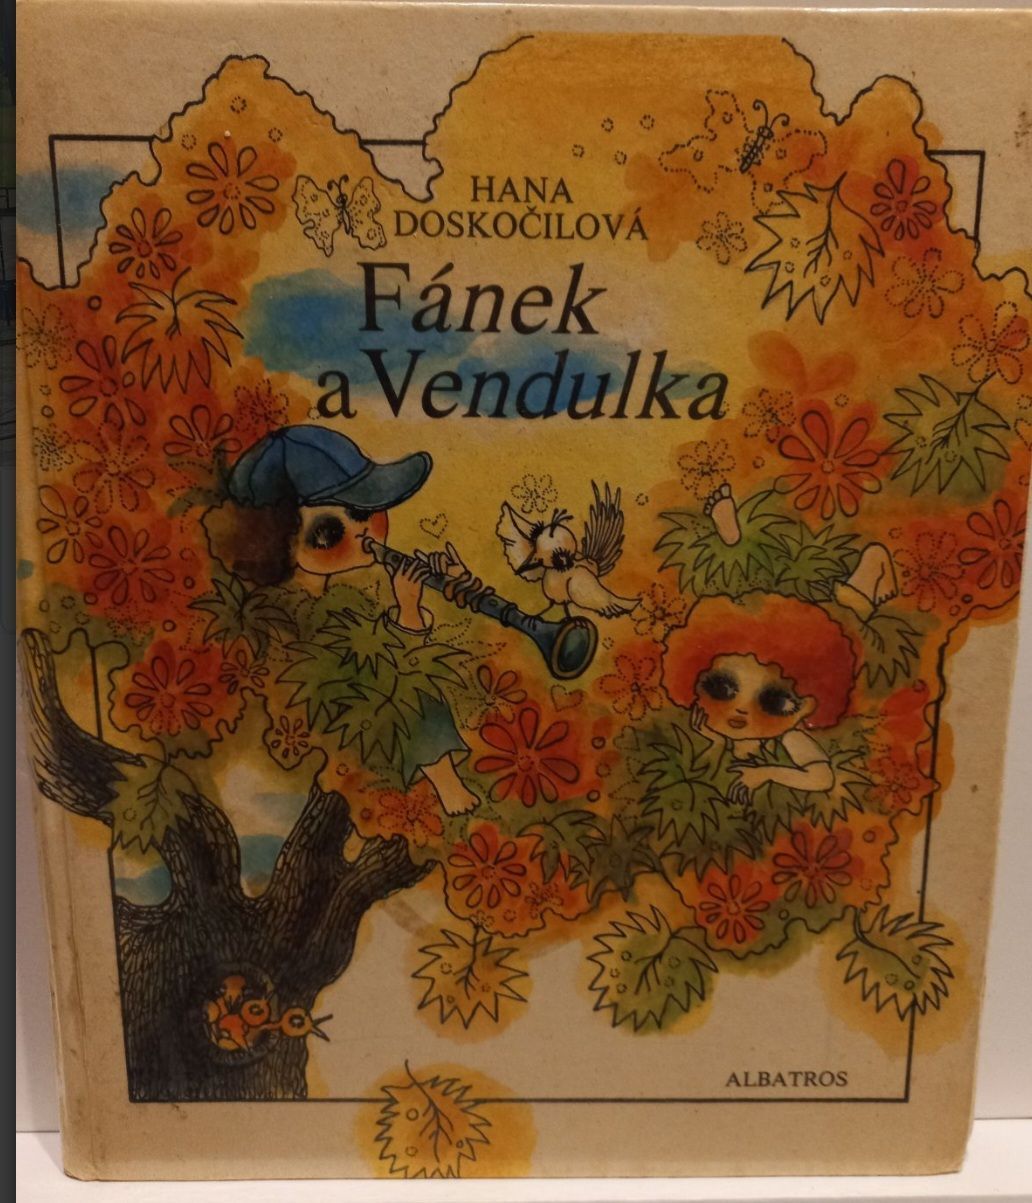 HANA
DOSKOČILOVÁ
Fánek
a Vendulka
ALBATROS